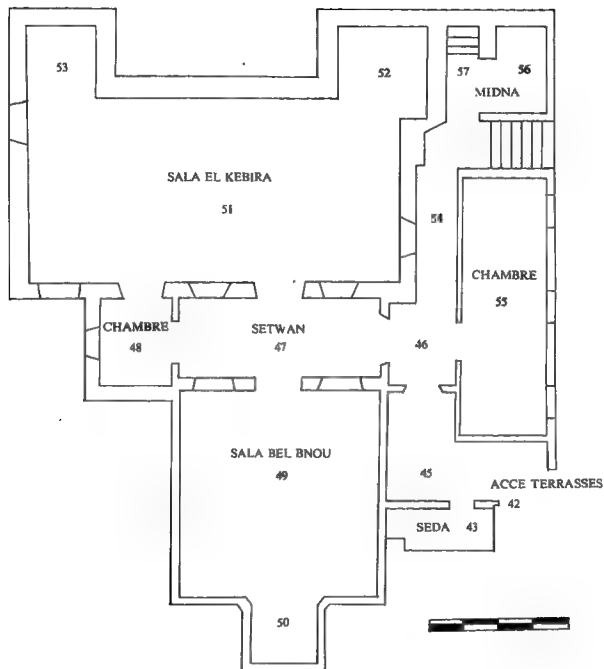 53
52
57
56
MIDNA
SALA EL KEBIRA
51
54
CHAMBRE
55
CHAMBRE
48
SETWAN
47
46
SALA BEL BNOU
49
45
ACCE TERRASSES
42
SEDA 43
50